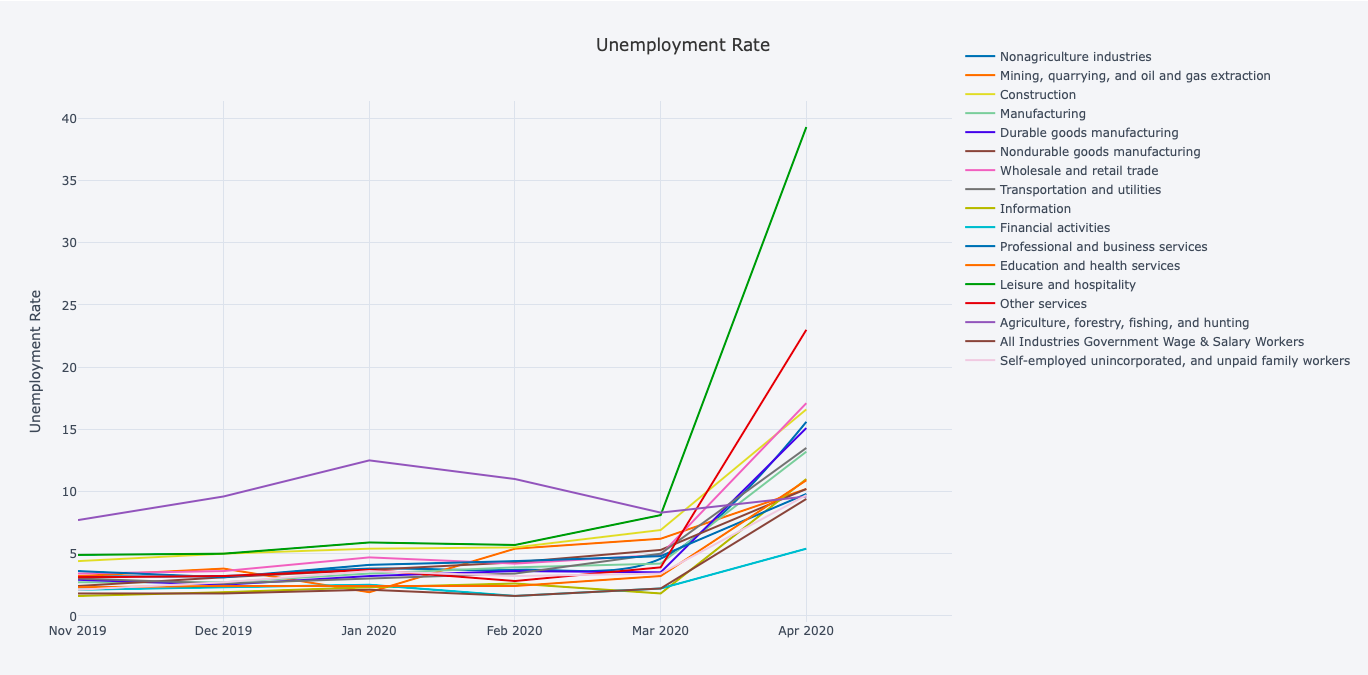 Unemployment Rate
Nonagriculture industries
Mining, quarrying, and oil and gas extraction
Construction
Manufacturing
Durable goods manufacturing
Nondurable goods manufacturing
Wholesale and retail trade
Transportation and utilities
Information
Financial activities
Professional and business services
Education and health services
Leisure and hospitality
Other services
Agriculture, forestry, fishing, and hunting
All Industries Government Wage & Salary Workers
Self-employed unincorporated, and unpaid family workers
Unemployment Rate
40
35
30
25
20
15
10
5
0
Nov 2019 Dec 2019 Jan 2020 Feb 2020 Mar 2020 Apr 2020